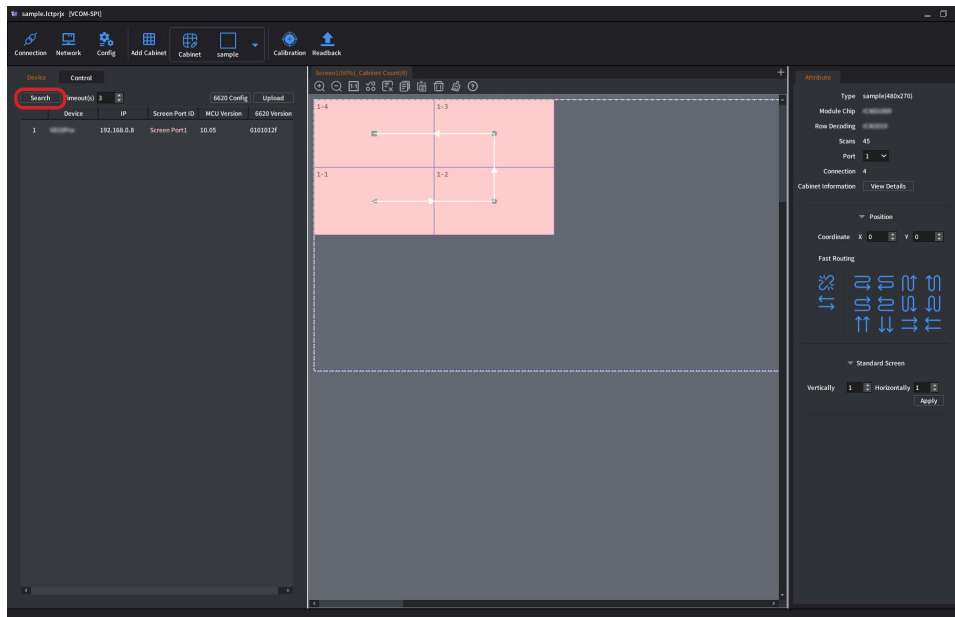 sample.lctprjx [VCOM-SPI]
Connection Network Config Add Cabinet Cabinet sample Calibration Readback
Device Control
Search Timeout(s) 3 6620 Config Upload
Device IP Screen Port ID MCU Version 6620 Version
1 192.168.0.8 Screen Port1 10.05 0101012f
Screen1(50%)_Cabinet Count(4)
1-4 1-3
1-1 1-2
Attribute
Type sample(480x270)
Module Chip
Row Decoding
Scans 45
Port 1
Connection 4
Cabinet Information View Details
Position
Coordinate X 0 Y 0
Fast Routing
Standard Screen
Vertically 1 Horizontally 1
Apply